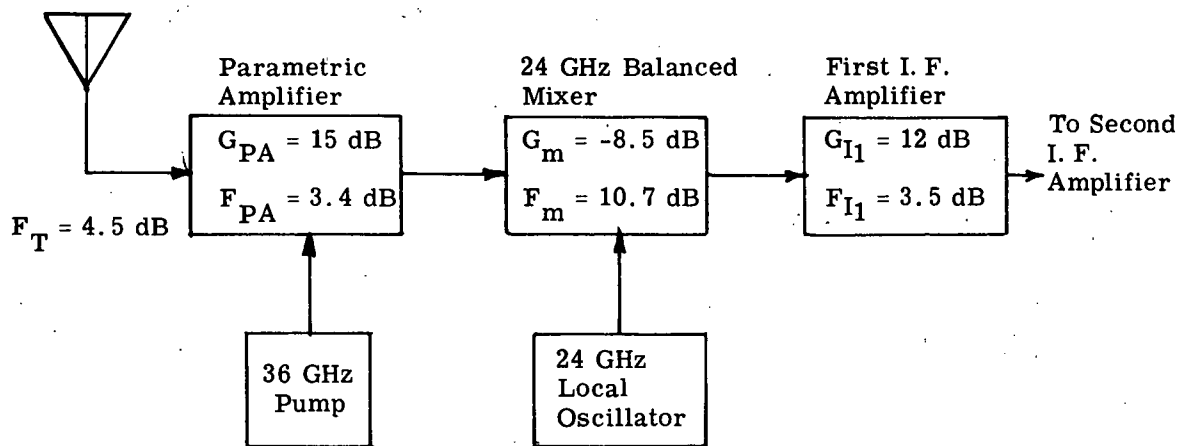 Parametric
Amplifier
G_PA = 15 dB
F_PA = 3.4 dB
F_T = 4.5 dB
36 GHz
Pump
24 GHz Balanced
Mixer
G_m = -8.5 dB
F_m = 10.7 dB
24 GHz
Local
Oscillator
First I. F.
Amplifier
G_I1 = 12 dB
F_I1 = 3.5 dB
To Second
I. F.
Amplifier